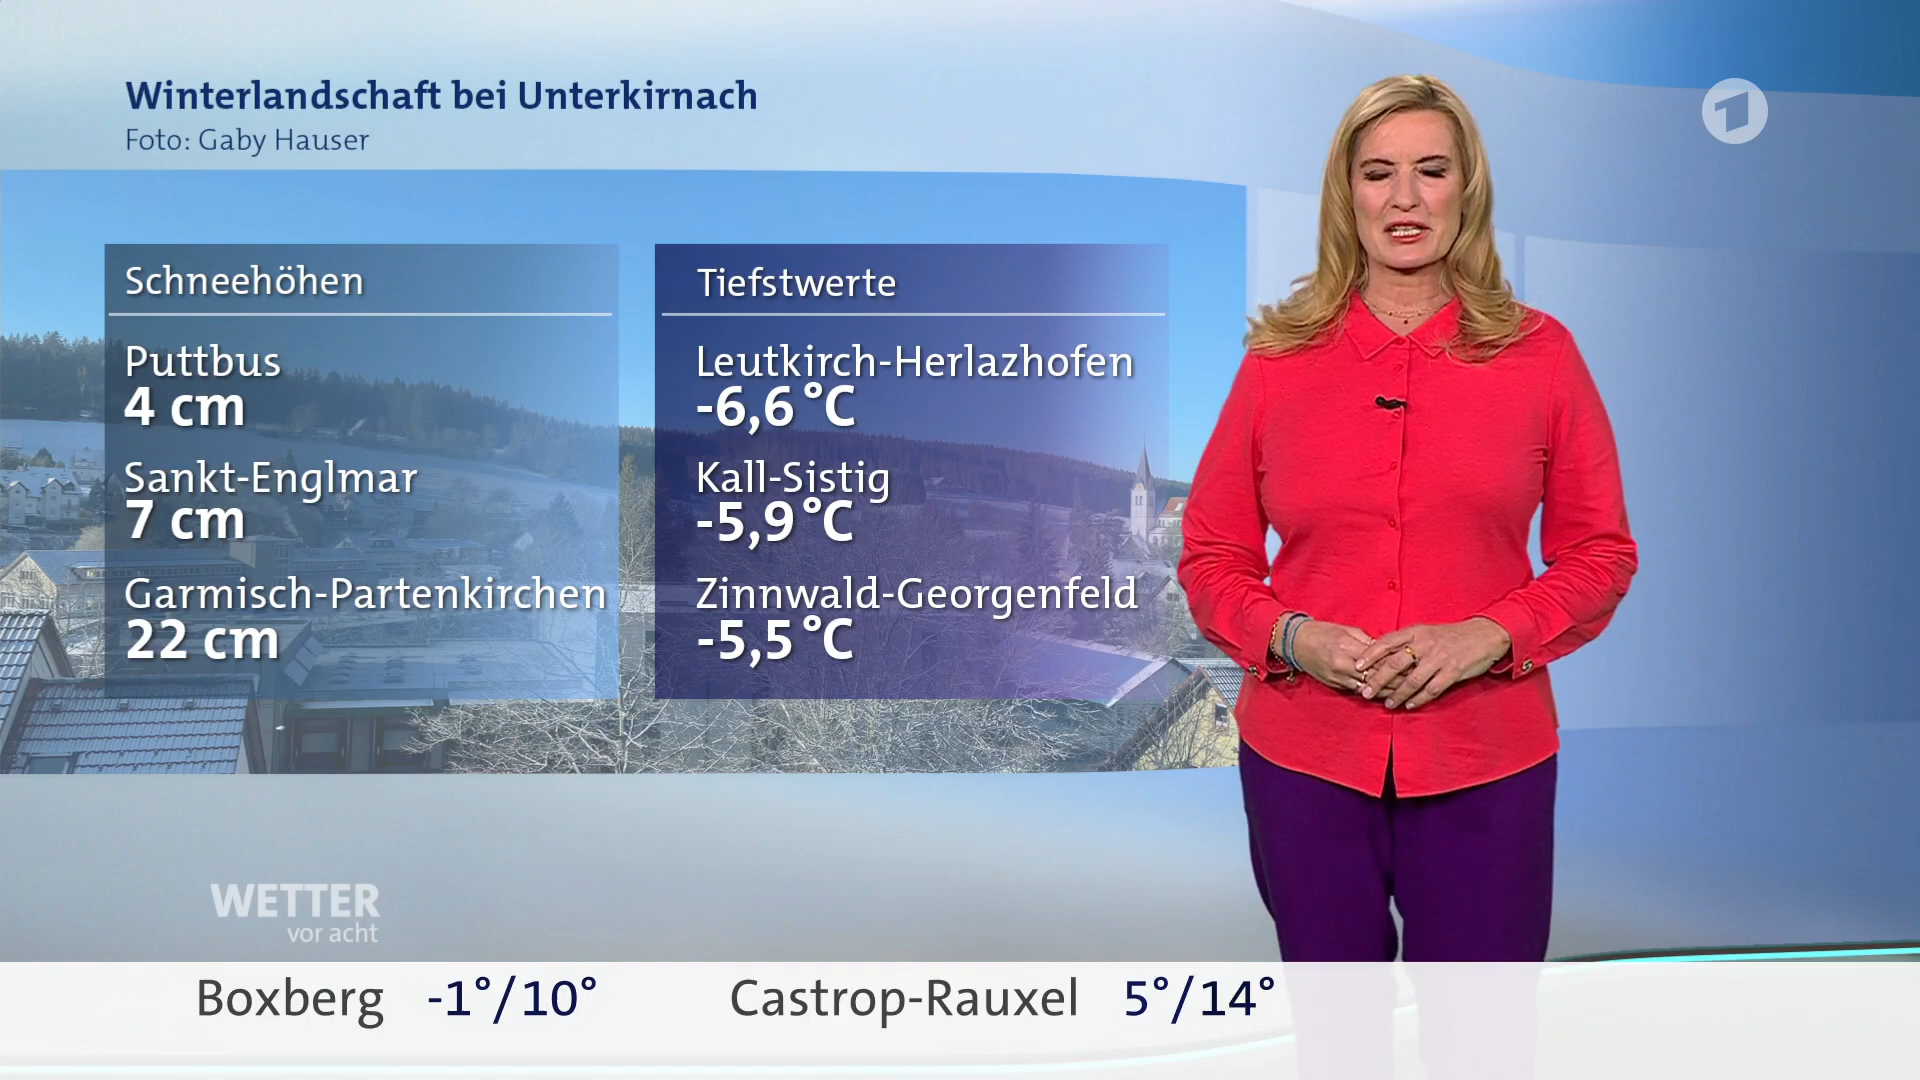 Winterlandschaft bei Unterkirnach
Foto: Gaby Hauser
1
Schneehöhen
Puttbus
4 cm
Sankt-Englmar
7 cm
Garmisch-Partenkirchen
22 cm
Tiefstwerte
Leutkirch-Herlazhofen
-6,6 °C
Kall-Sistig
-5,9 °C
Zinnwald-Georgenfeld
-5,5 °C
WETTER
vor acht
Boxberg -1°/10° Castrop-Rauxel 5°/14°